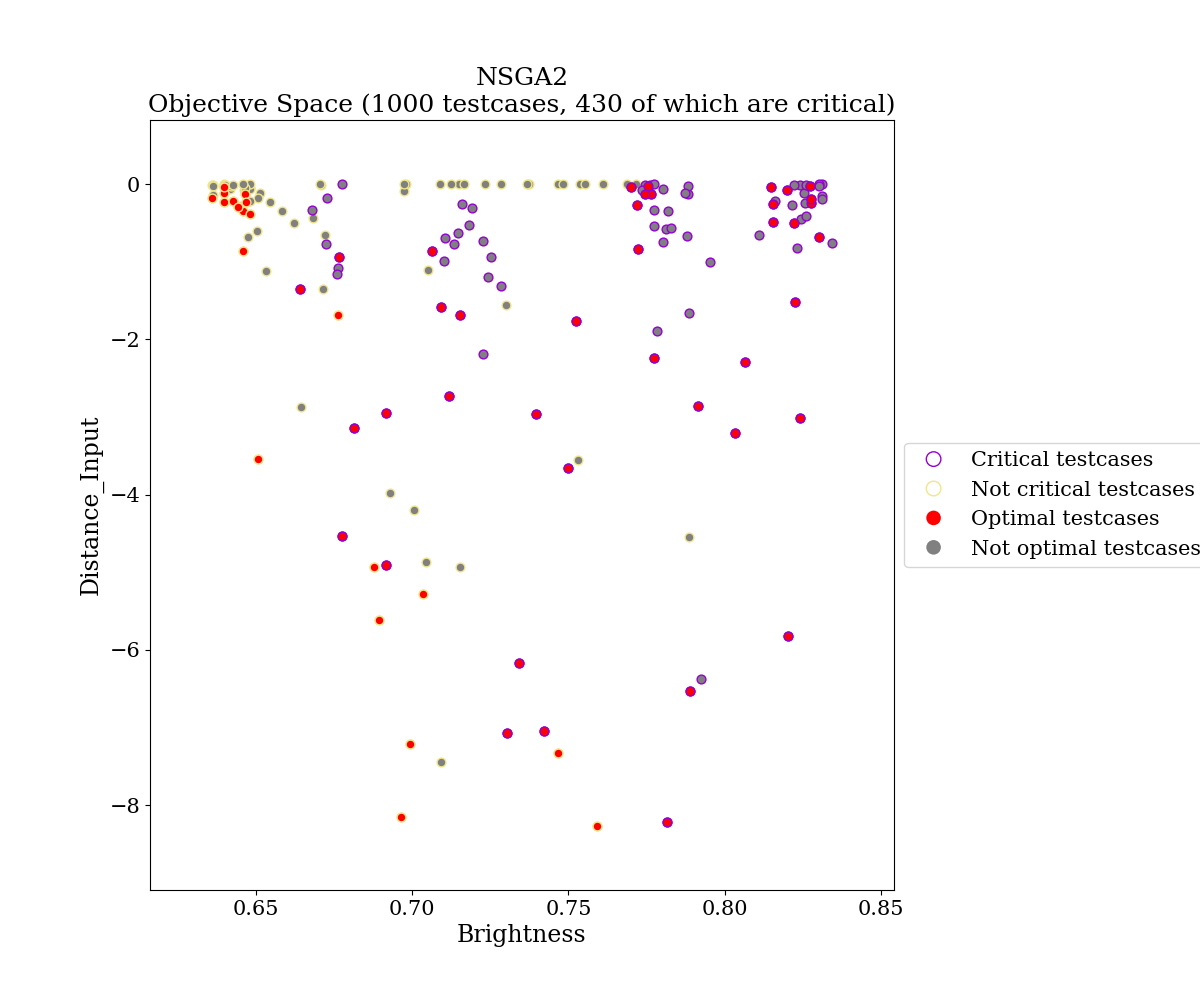 NSGA2
Objective Space (1000 testcases, 430 of which are critical)
0
−2
−4
−6
−8
Distance_Input
0.65
0.70
0.75
0.80
0.85
Brightness
Critical testcases
Not critical testcases
Optimal testcases
Not optimal testcases